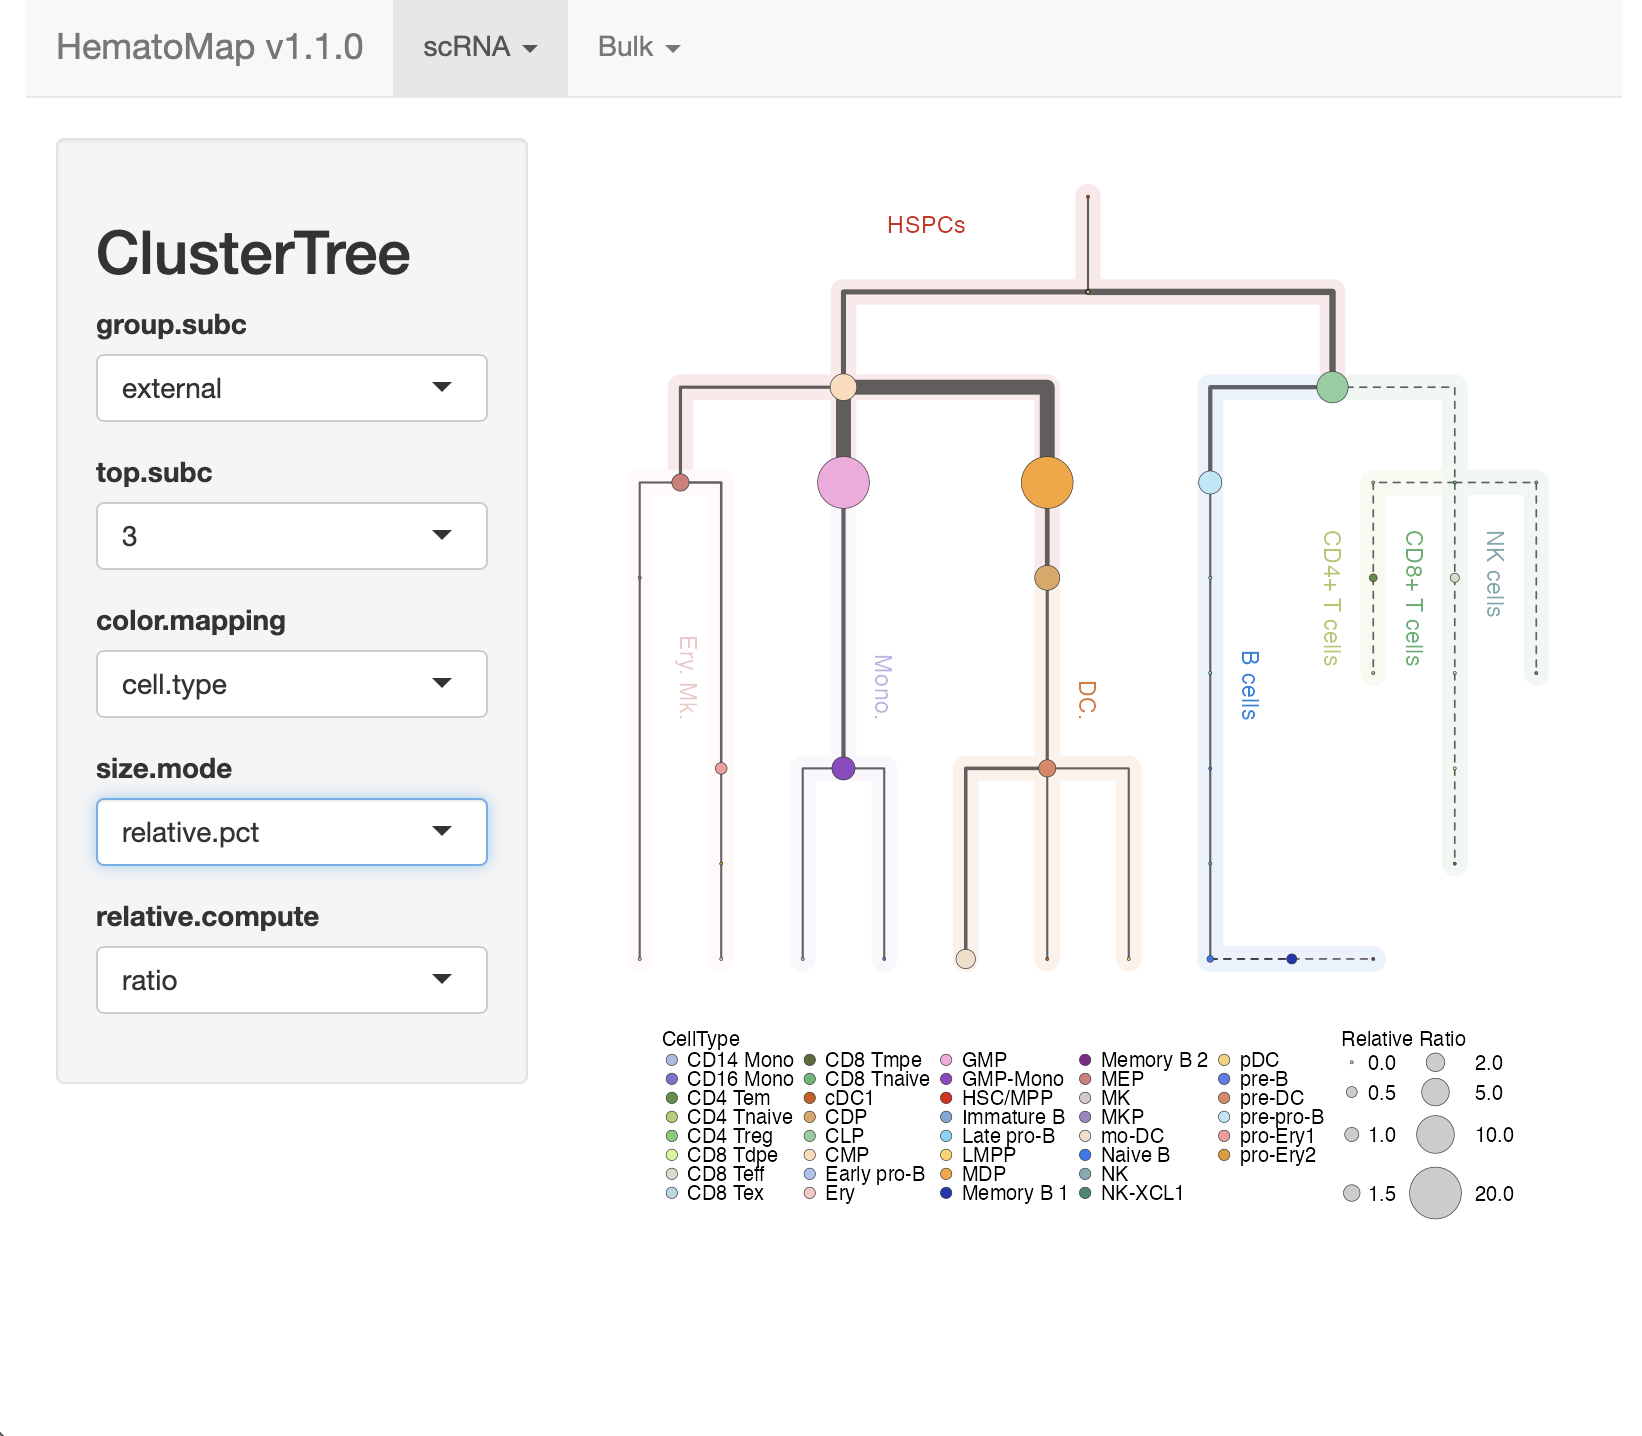 HematoMap v1.1.0 scRNA Bulk
ClusterTree
group.subc
external
top.subc
3
color.mapping
cell.type
size.mode
relative.pct
relative.compute
ratio
HSPCs
Ery. Mk.
Mono.
DC.
B cells
CD4+ T cells
CD8+ T cells
NK cells
CellType
CD14 Mono
CD16 Mono
CD4 Tem
CD4 Tnaive
CD4 Treg
CD8 Tdpe
CD8 Teff
CD8 Tex
CD8 Tmpe
CD8 Tnaive
cDC1
CDP
CLP
CMP
Early pro-B
Ery
GMP
GMP-Mono
HSC/MPP
Immature B
Late pro-B
LMPP
MDP
Memory B 1
Memory B 2
MEP
MK
MKP
mo-DC
Naive B
NK
NK-XCL1
pDC
pre-B
pre-DC
pre-pro-B
pro-Ery1
pro-Ery2
Relative Ratio
0.0
0.5
1.0
1.5
2.0
5.0
10.0
20.0